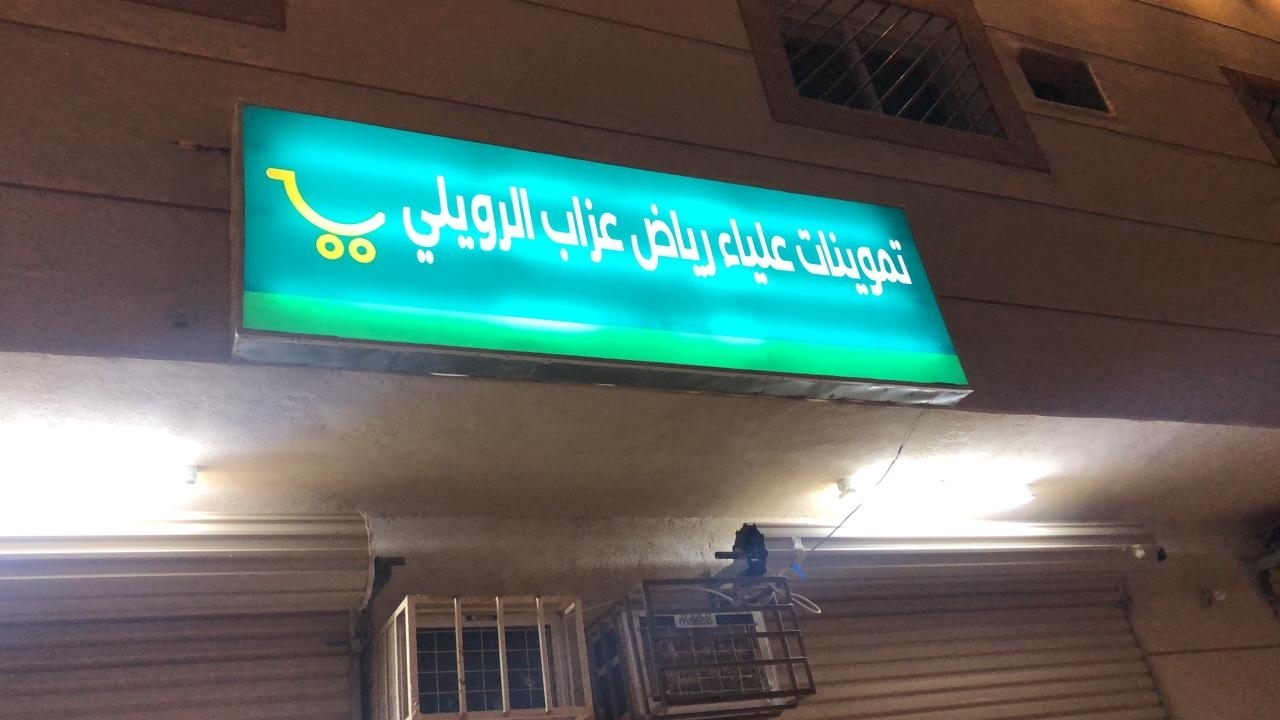 تموينات علياء رياض عزاب الرويلي